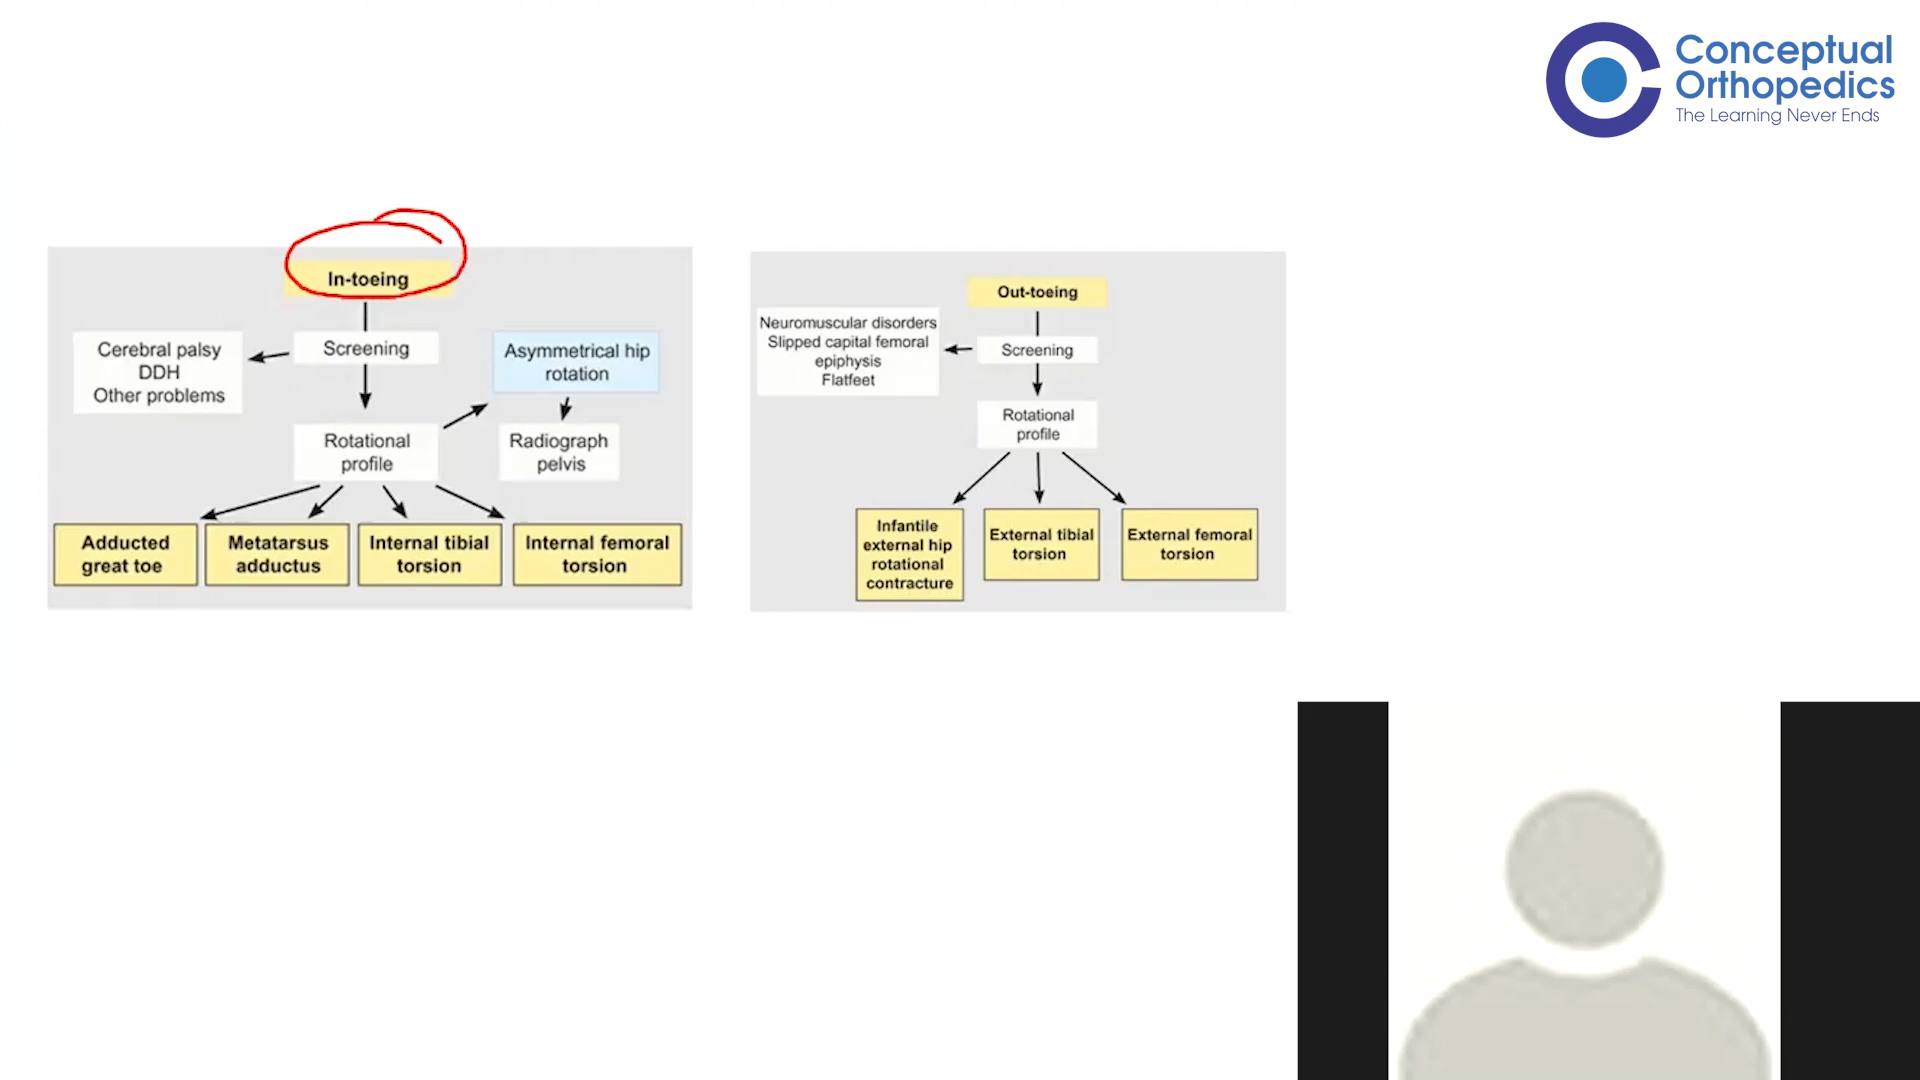 Conceptual
Orthopedics
The Learning Never Ends
In-toeing
Screening
Cerebral palsy
DDH
Other problems
Asymmetrical hip
rotation
Rotational
profile
Radiograph
pelvis
Adducted
great toe
Metatarsus
adductus
Internal tibial
torsion
Internal femoral
torsion
Out-toeing
Neuromuscular disorders
Slipped capital femoral
epiphysis
Flatfeet
Screening
Rotational
profile
Infantile
external hip
rotational
contracture
External tibial
torsion
External femoral
torsion